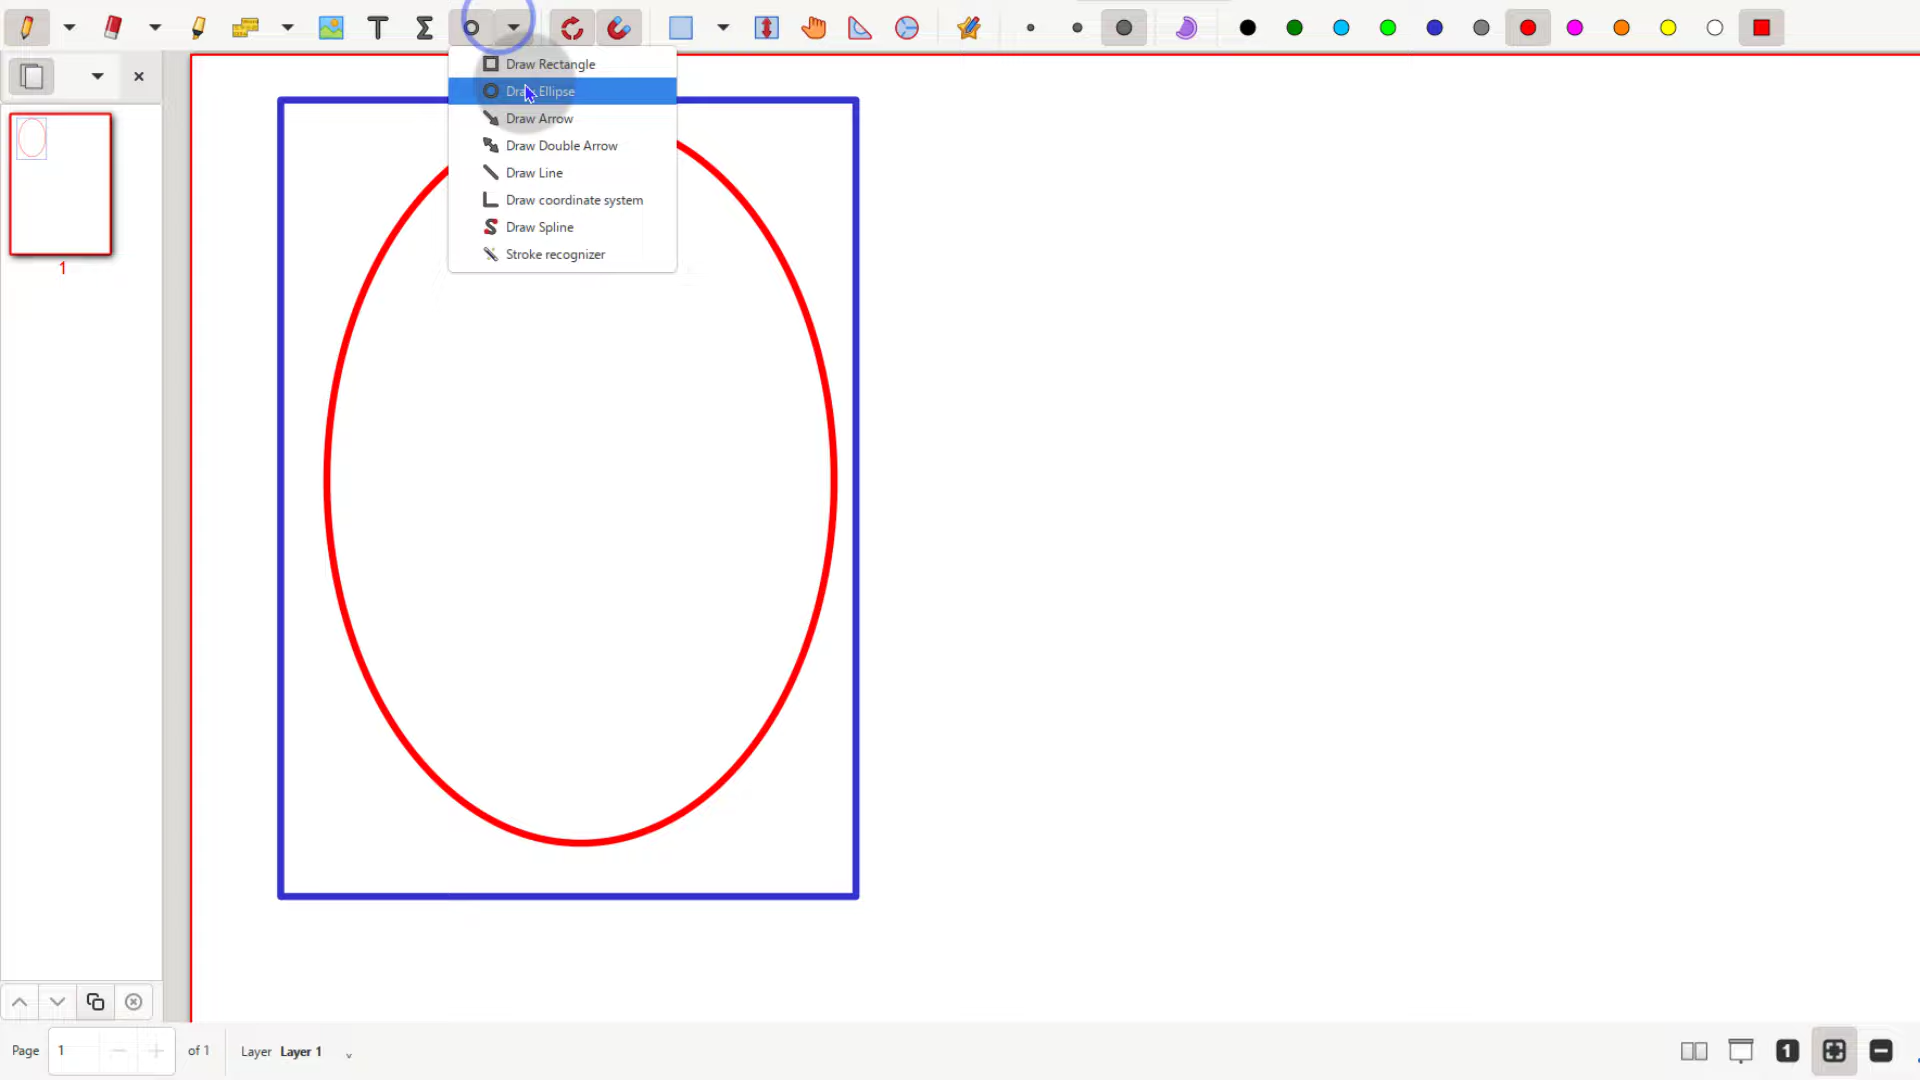 Draw Rectangle
Draw Ellipse
Draw Arrow
Draw Double Arrow
Draw Line
Draw coordinate system
Draw Spline
Stroke recognizer
1
Page 1 of 1 Layer Layer 1
1